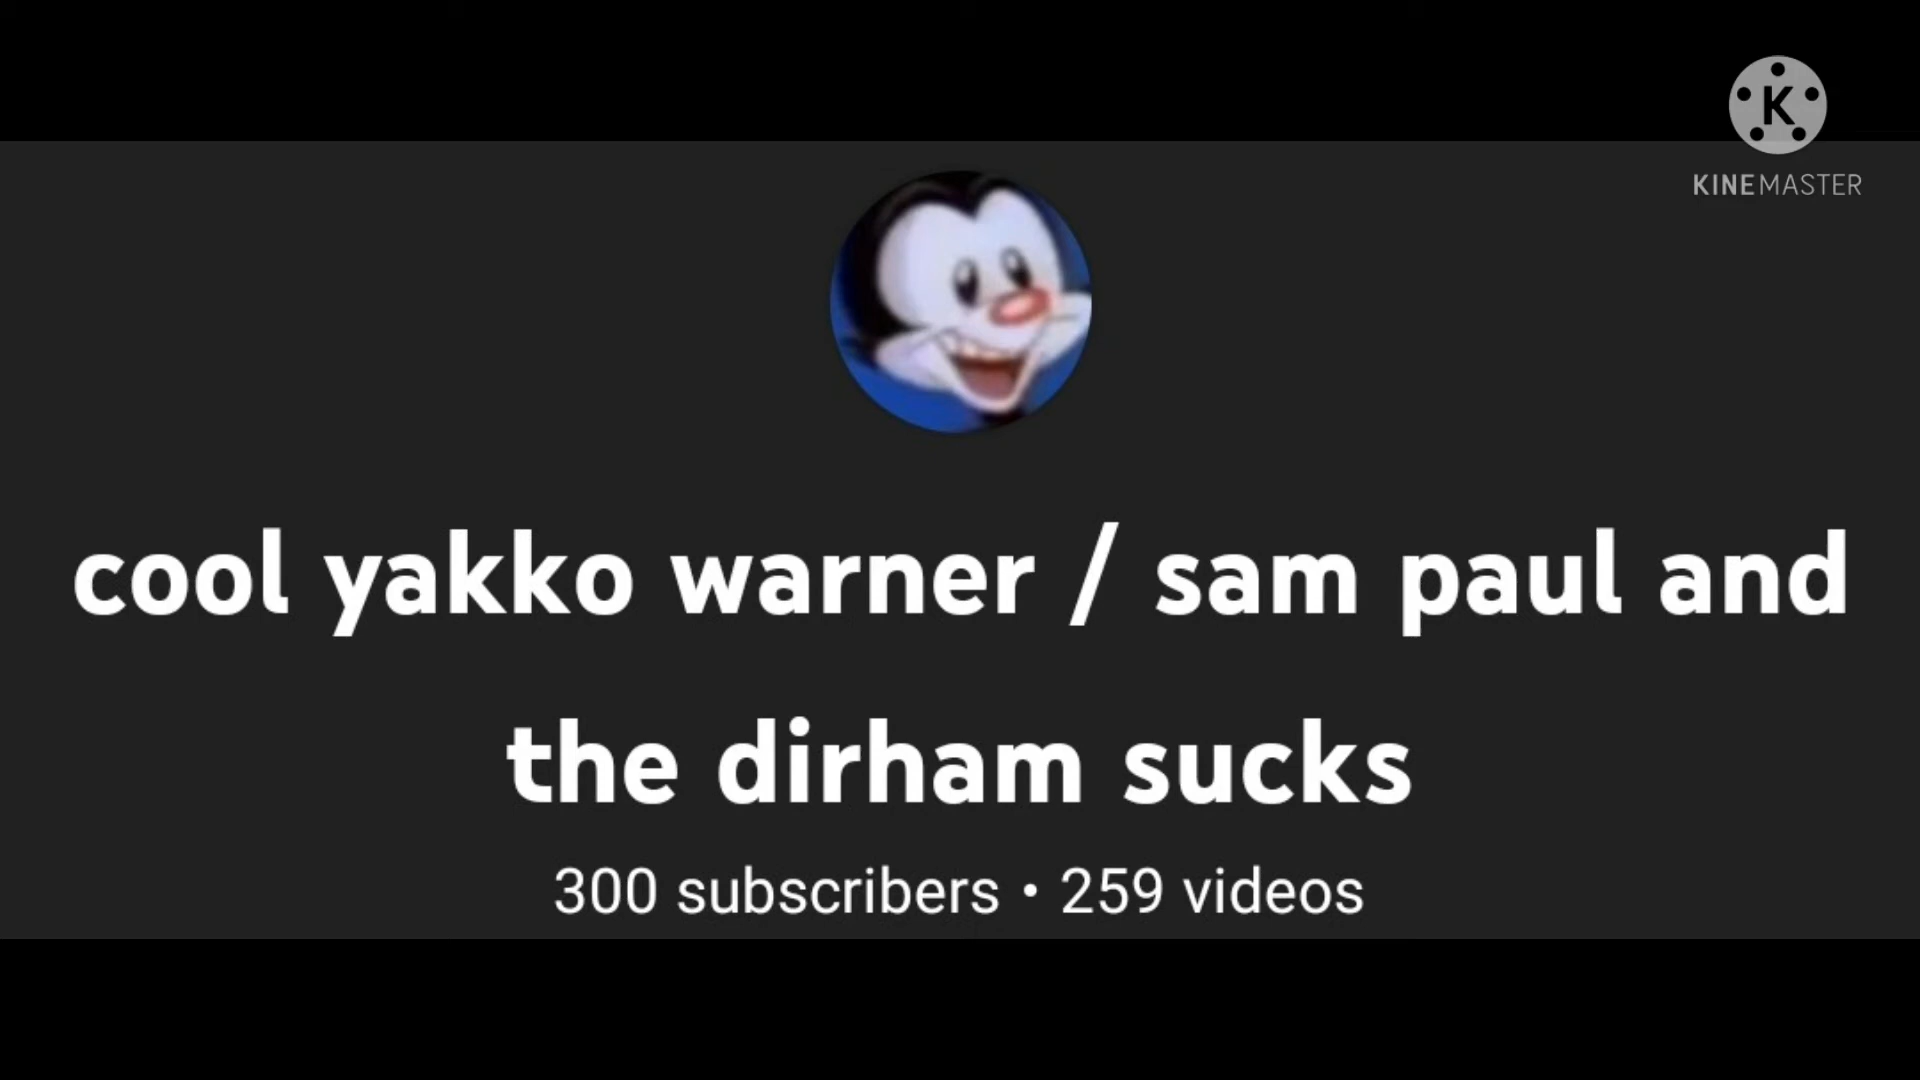 K
KINEMASTER
cool yakko warner / sam paul and
the dirham sucks
300 subscribers • 259 videos